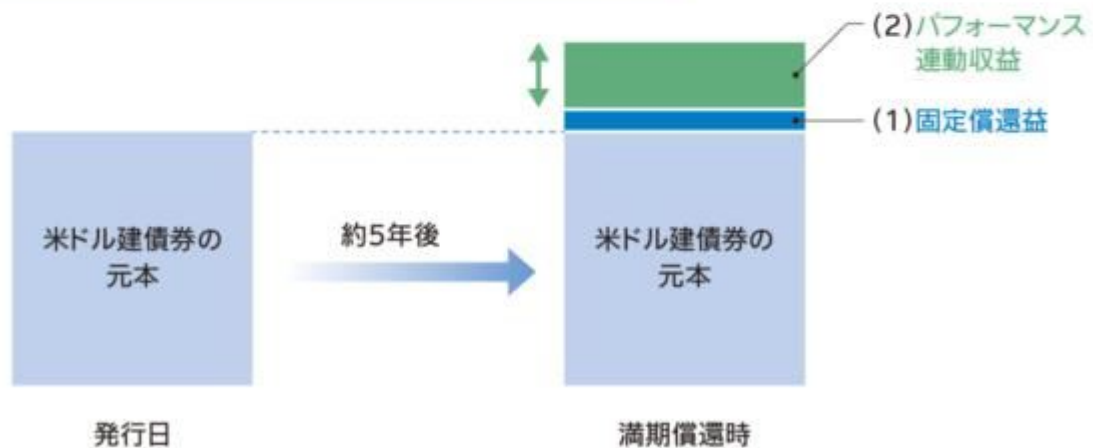 (2)パフォーマンス
連動収益
(1)固定償還益
米ドル建債券の
元本
約5年後
米ドル建債券の
元本
発行日
満期償還時